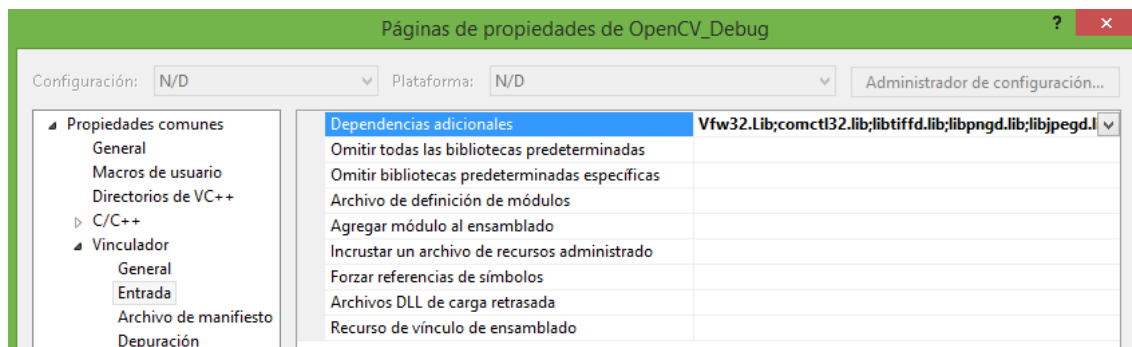 Páginas de propiedades de OpenCV_Debug
?
×
Configuración: N/D
Plataforma: N/D
Administrador de configuración...
Propiedades comunes
General
Macros de usuario
Directorios de VC++
C/C++
Vinculador
General
Entrada
Archivo de manifiesto
Depuración
Dependencias adicionales Vfw32.Lib;comctl32.lib;libtiffd.lib;libpngd.lib;libjpegd.l
Omitir todas las bibliotecas predeterminadas
Omitir bibliotecas predeterminadas específicas
Archivo de definición de módulos
Agregar módulo al ensamblado
Incrustar un archivo de recursos administrado
Forzar referencias de símbolos
Archivos DLL de carga retrasada
Recurso de vínculo de ensamblado